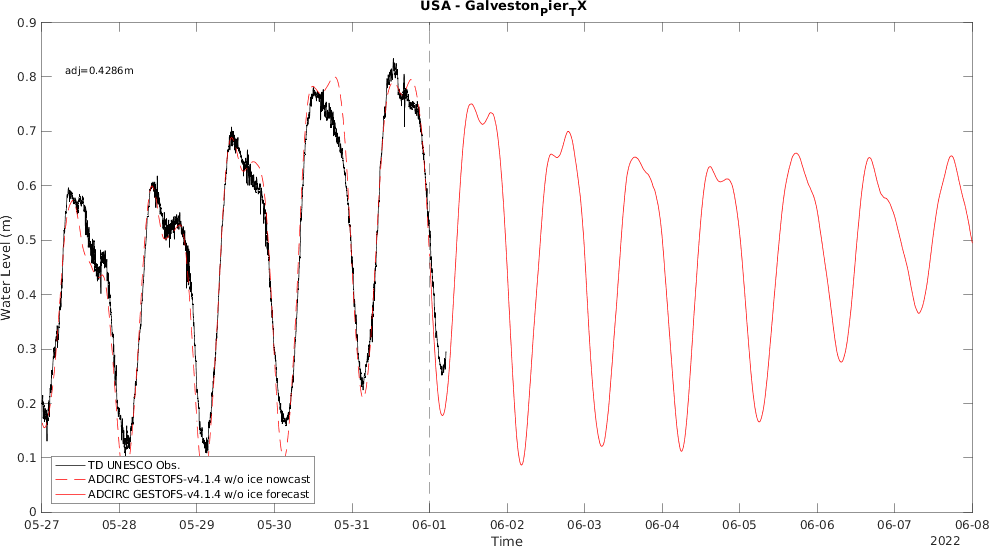 USA - Galveston_Pier_TX
0.9
0.8
0.7
0.6
0.5
0.4
0.3
0.2
0.1
0
Water Level (m)
adj=0.4286m
TD UNESCO Obs.
ADCIRC GESTOFS-v4.1.4 w/o ice nowcast
ADCIRC GESTOFS-v4.1.4 w/o ice forecast
05-27 05-28 05-29 05-30 05-31 06-01 06-02 06-03 06-04 06-05 06-06 06-07 06-08
Time
2022